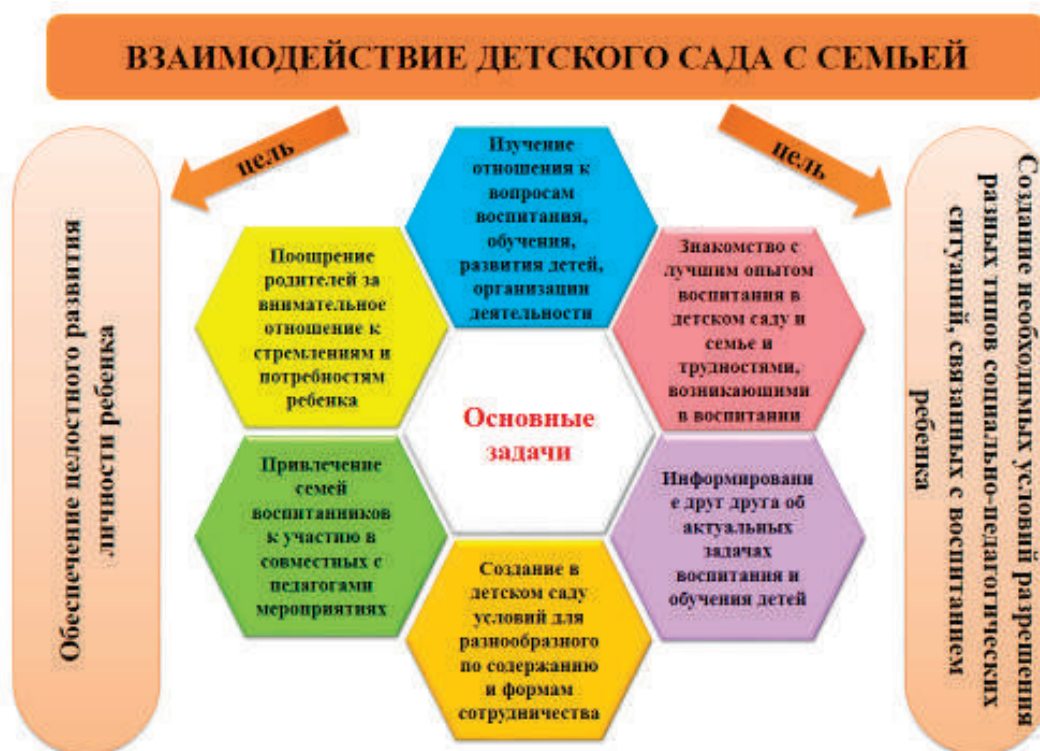 ВЗАИМОДЕЙСТВИЕ ДЕТСКОГО САДА С СЕМЬЕЙ
цель
цель
Обеспечение целостного развития
личности ребенка
Изучение
отношения к
вопросам
воспитания,
обучения,
развития детей,
организации
деятельности
Поощрение
родителей за
внимательное
отношение к
стремлениям и
потребностям
ребенка
Знакомство с
лучшим опытом
воспитания в
детском саду и
семье и
трудностями,
возникающими
в воспитании
Основные
задачи
Привлечение
семей
воспитанников
к участию в
совместных с
педагогами
мероприятиях
Информировани
е друг друга об
актуальных
задачах
воспитания и
обучения детей
Создание в
детском саду
условий для
разнообразного
по содержанию
и формам
сотрудничества
Создание необходимых условий разрешения
разных типов социально-педагогических
ситуаций, связанных с воспитанием
ребенка